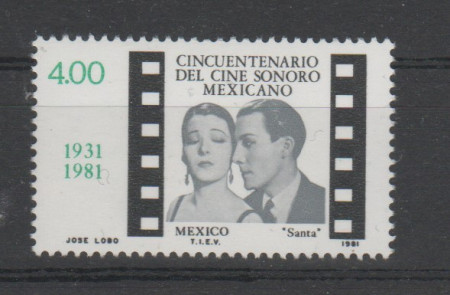 4.00
CINCUENTENARIO
DEL CINE SONORO
MEXICANO
1931
1981
MEXICO
"Santa"
T.I.E.V.
JOSE LOBO
1981